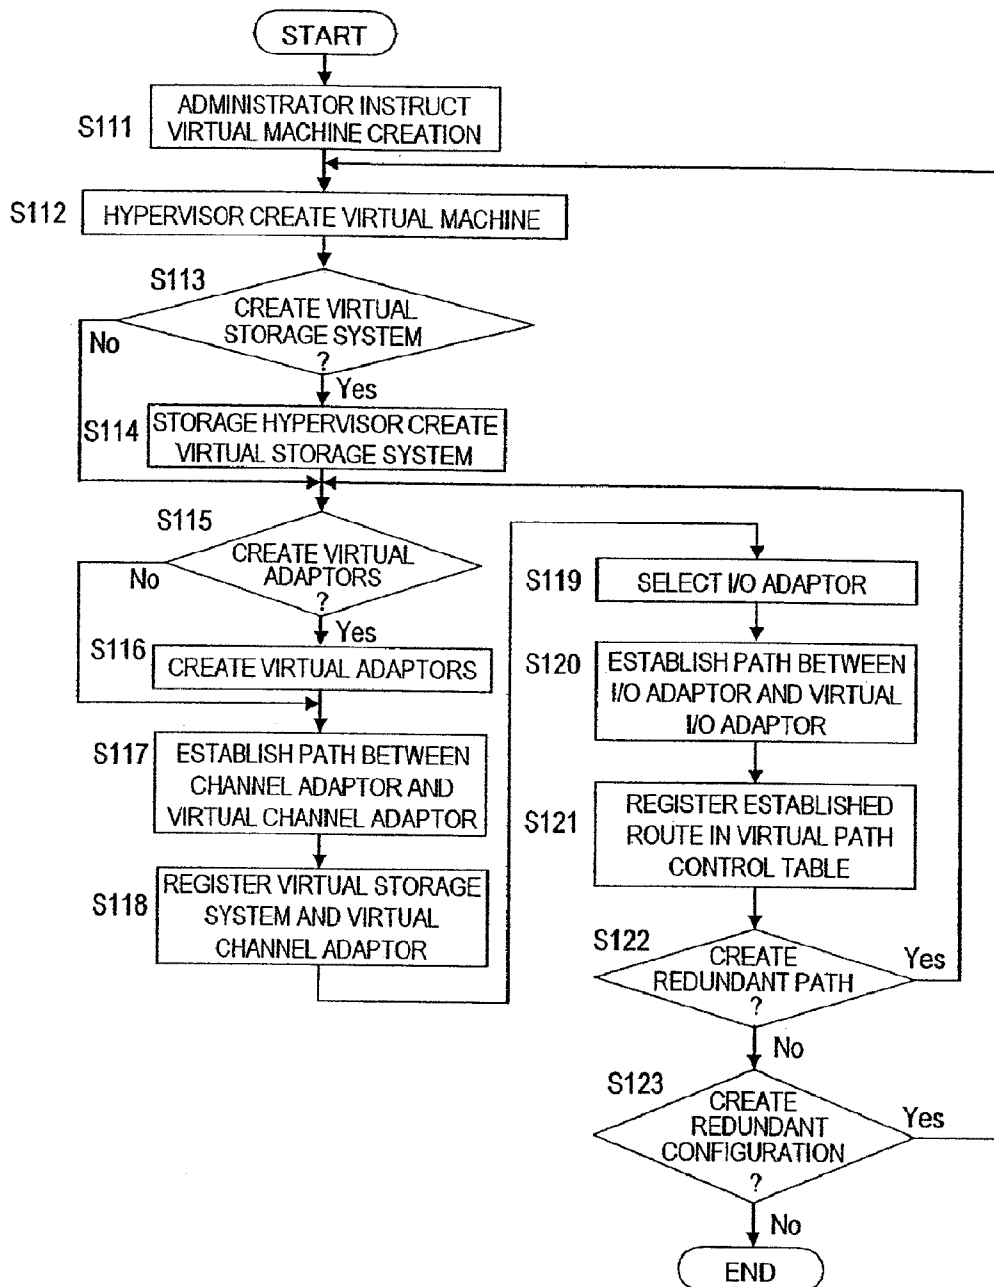 START
S111
ADMINISTRATOR INSTRUCT
VIRTUAL MACHINE CREATION
S112
HYPERVISOR CREATE VIRTUAL MACHINE
S113
CREATE VIRTUAL
STORAGE SYSTEM
?
No
Yes
S114
STORAGE HYPERVISOR CREATE
VIRTUAL STORAGE SYSTEM
S115
CREATE VIRTUAL
ADAPTORS
?
No
Yes
S116
CREATE VIRTUAL ADAPTORS
S117
ESTABLISH PATH BETWEEN
CHANNEL ADAPTOR AND
VIRTUAL CHANNEL ADAPTOR
S118
REGISTER VIRTUAL STORAGE
SYSTEM AND VIRTUAL
CHANNEL ADAPTOR
S119
SELECT I/O ADAPTOR
S120
ESTABLISH PATH BETWEEN
I/O ADAPTOR AND VIRTUAL
I/O ADAPTOR
S121
REGISTER ESTABLISHED
ROUTE IN VIRTUAL PATH
CONTROL TABLE
S122
CREATE
REDUNDANT PATH
?
Yes
No
S123
CREATE
REDUNDANT
CONFIGURATION
?
Yes
No
END